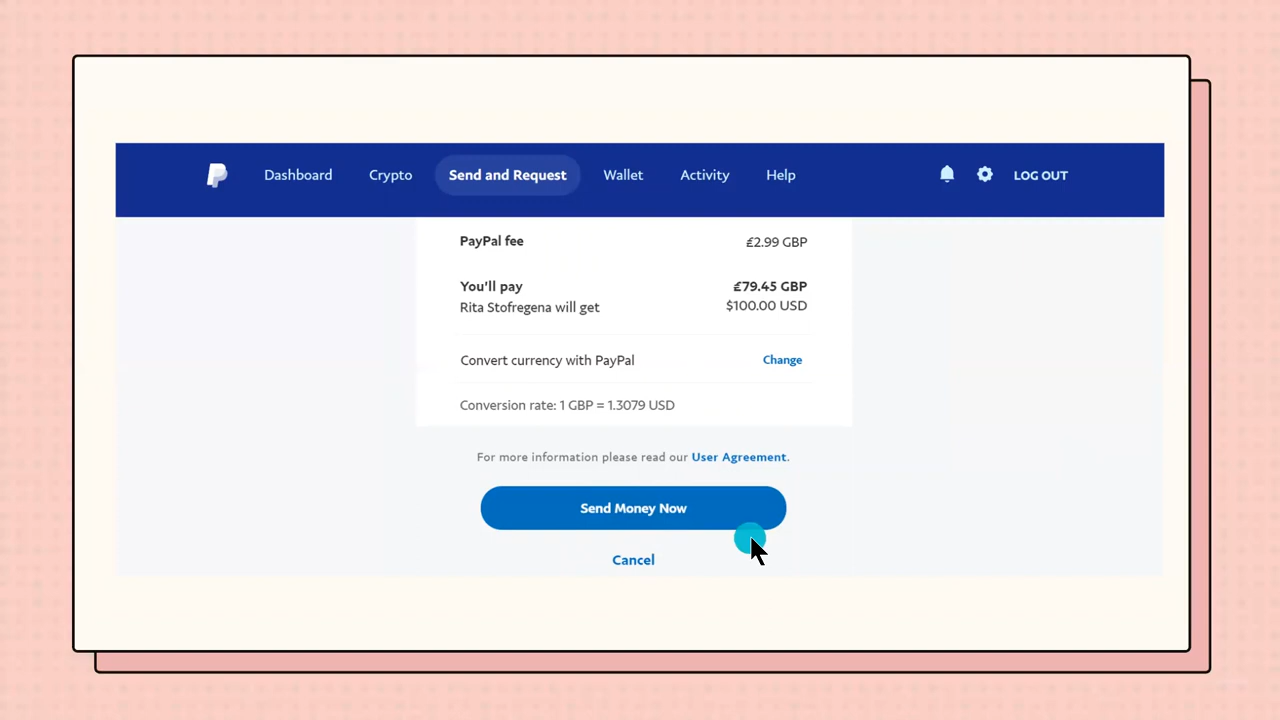 Dashboard Crypto Send and Request Wallet Activity Help LOG OUT
PayPal fee £2.99 GBP
You'll pay £79.45 GBP
Rita Stofregena will get $100.00 USD
Convert currency with PayPal Change
Conversion rate: 1 GBP = 1.3079 USD
For more information please read our User Agreement.
Send Money Now
Cancel